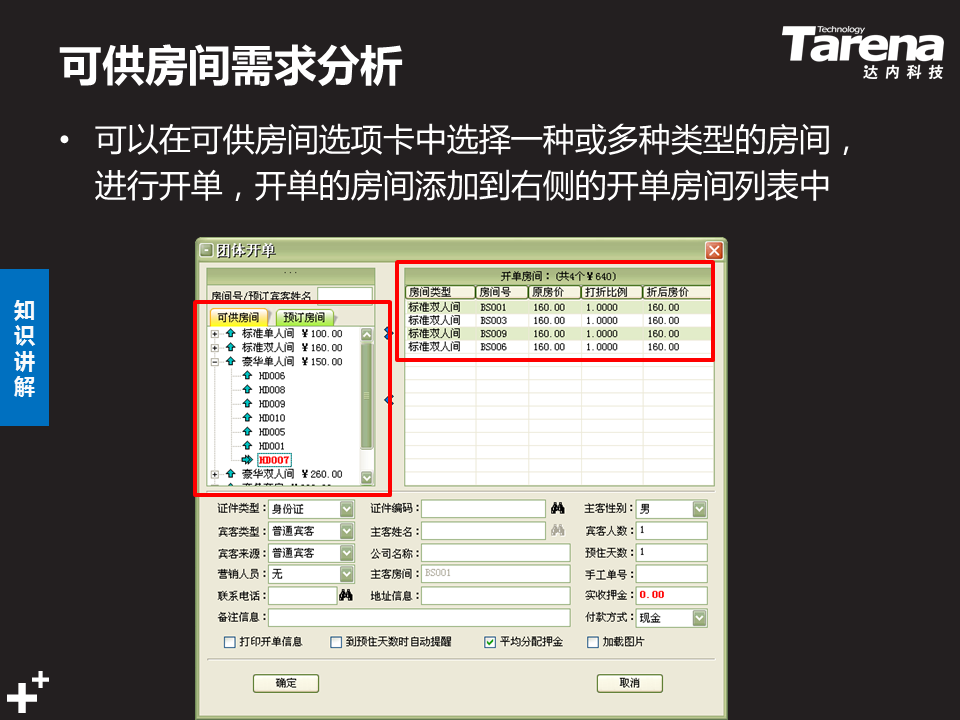 可供房间需求分析
Technology
Tarena
达内科技
• 可以在可供房间选项卡中选择一种或多种类型的房间，
进行开单，开单的房间添加到右侧的开单房间列表中
知识讲解
团体开单
...
房间号/预订宾客姓名
可供房间 预订房间
标准单人间 ￥100.00
标准双人间 ￥160.00
豪华单人间 ￥150.00
HD006
HD008
HD009
HD010
HD005
HD001
HD007
豪华双人间 ￥260.00
开单房间：(共4个￥640)
房间类型 房间号 原房价 打折比例 折后房价
标准双人间 BS001 160.00 1.0000 160.00
标准双人间 BS003 160.00 1.0000 160.00
标准双人间 BS009 160.00 1.0000 160.00
标准双人间 BS006 160.00 1.0000 160.00
证件类型： 身份证 证件编码： 主客性别： 男
宾客类型： 普通宾客 主客姓名： 宾客人数： 1
宾客来源： 普通宾客 公司名称： 预住天数： 1
营销人员： 无 主客房间： BS001 手工单号：
联系电话： 地址信息： 实收押金： 0.00
备注信息： 付款方式： 现金
打印开单信息 到预住天数时自动提醒 平均分配押金 加载图片
确定 取消